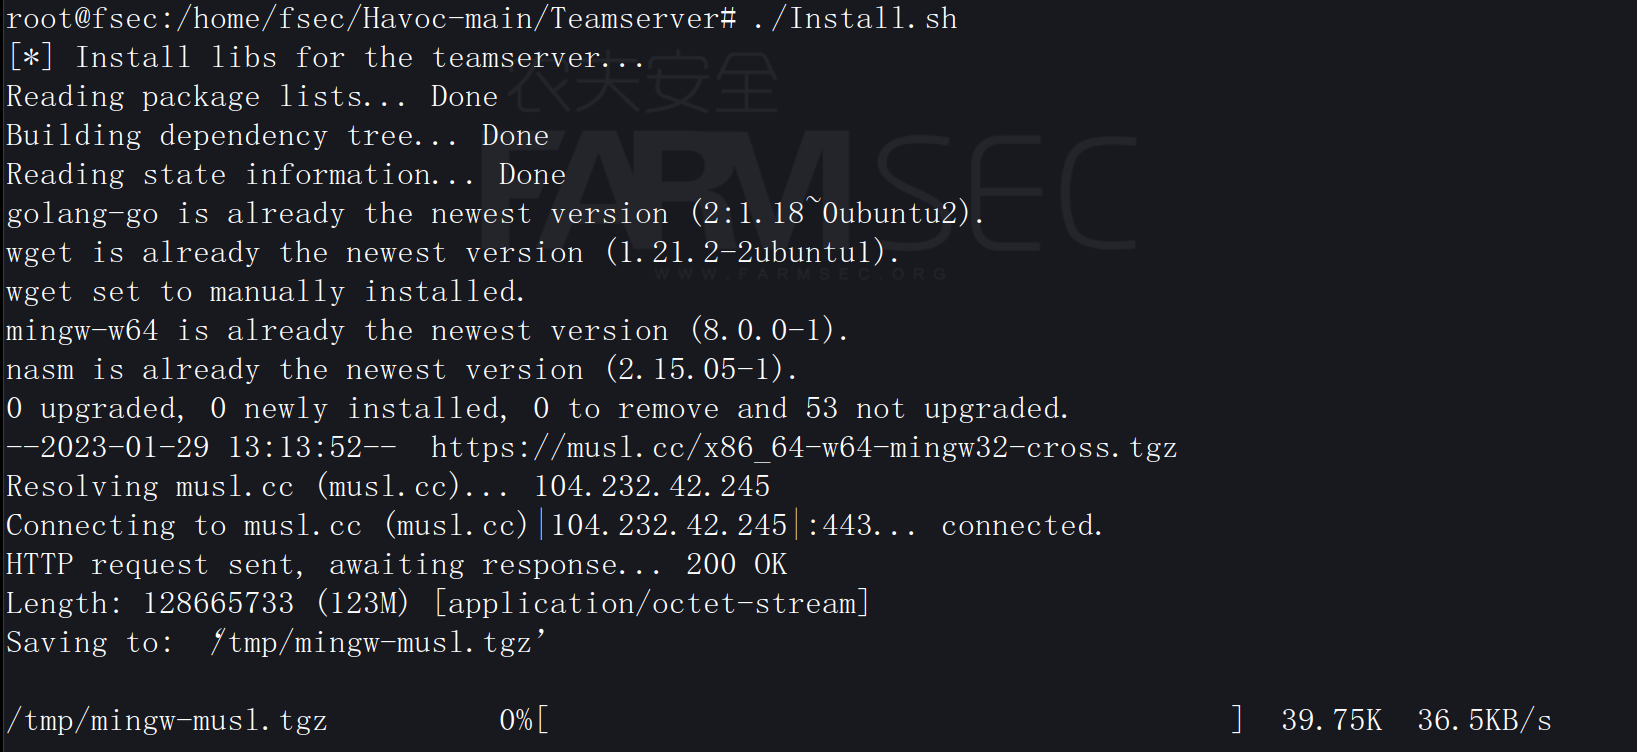 root@fsec:/home/fsec/Havoc-main/Teamserver# ./Install.sh
[*] Install libs for the teamserver...
农夫安全
Reading package lists... Done
Building dependency tree... Done
FARMSEC
Reading state information... Done
golang-go is already the newest version (2:1.18~0ubuntu2).
wget is already the newest version (1.21.2-2ubuntu1).
WWW.FARMSEC.ORG
wget set to manually installed.
mingw-w64 is already the newest version (8.0.0-1).
nasm is already the newest version (2.15.05-1).
0 upgraded, 0 newly installed, 0 to remove and 53 not upgraded.
--2023-01-29 13:13:52--  https://musl.cc/x86_64-w64-mingw32-cross.tgz
Resolving musl.cc (musl.cc)... 104.232.42.245
Connecting to musl.cc (musl.cc)|104.232.42.245|:443... connected.
HTTP request sent, awaiting response... 200 OK
Length: 128665733 (123M) [application/octet-stream]
Saving to: ‘/tmp/mingw-musl.tgz’
/tmp/mingw-musl.tgz 0%[ ] 39.75K 36.5KB/s